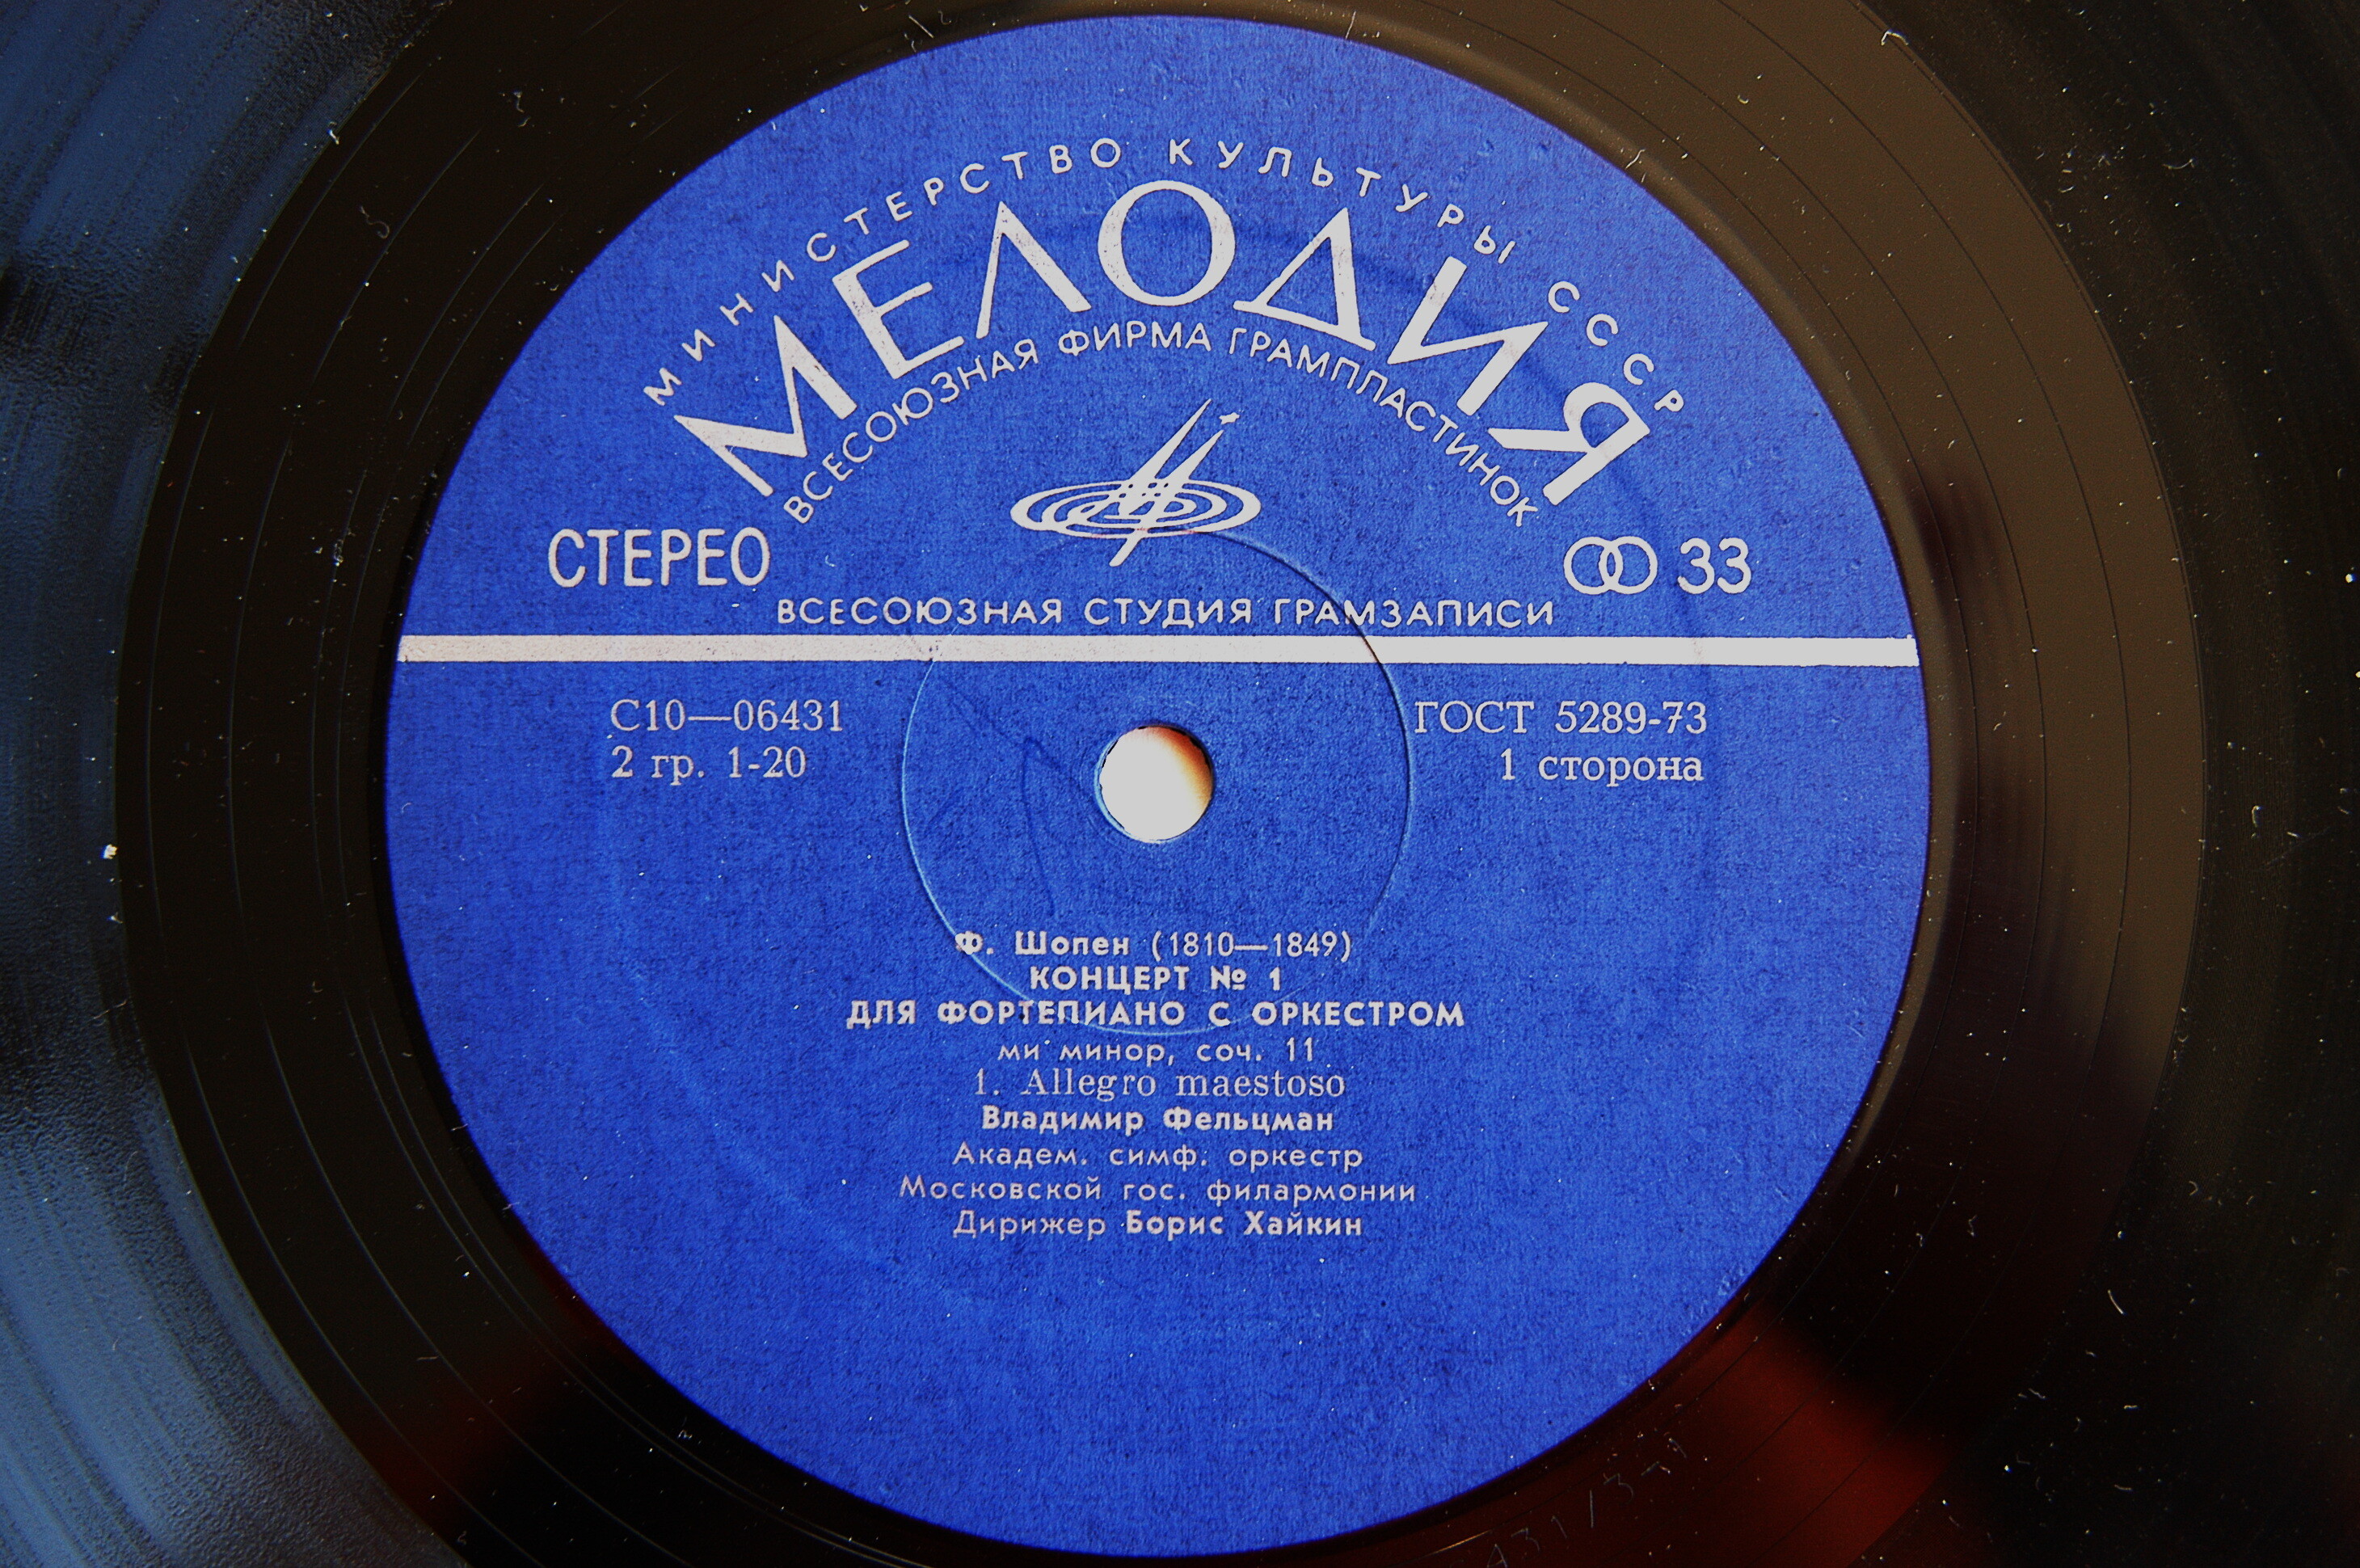 МИНИСТЕРСТВО КУЛЬТУРЫ СССР
МЕЛОДИЯ
ВСЕСОЮЗНАЯ ФИРМА ГРАМПЛАСТИНОК
СТЕРЕО
33
ВСЕСОЮЗНАЯ СТУДИЯ ГРАМЗАПИСИ
С10—06431
ГОСТ 5289-73
2 гр. 1-20
1 сторона
Ф. Шопен (1810—1849)
КОНЦЕРТ № 1
ДЛЯ ФОРТЕПИАНО С ОРКЕСТРОМ
ми минор, соч. 11
1. Allegro maestoso
Владимир Фельцман
Академ. симф. оркестр
Московской гос. филармонии
Дирижер Борис Хайкин